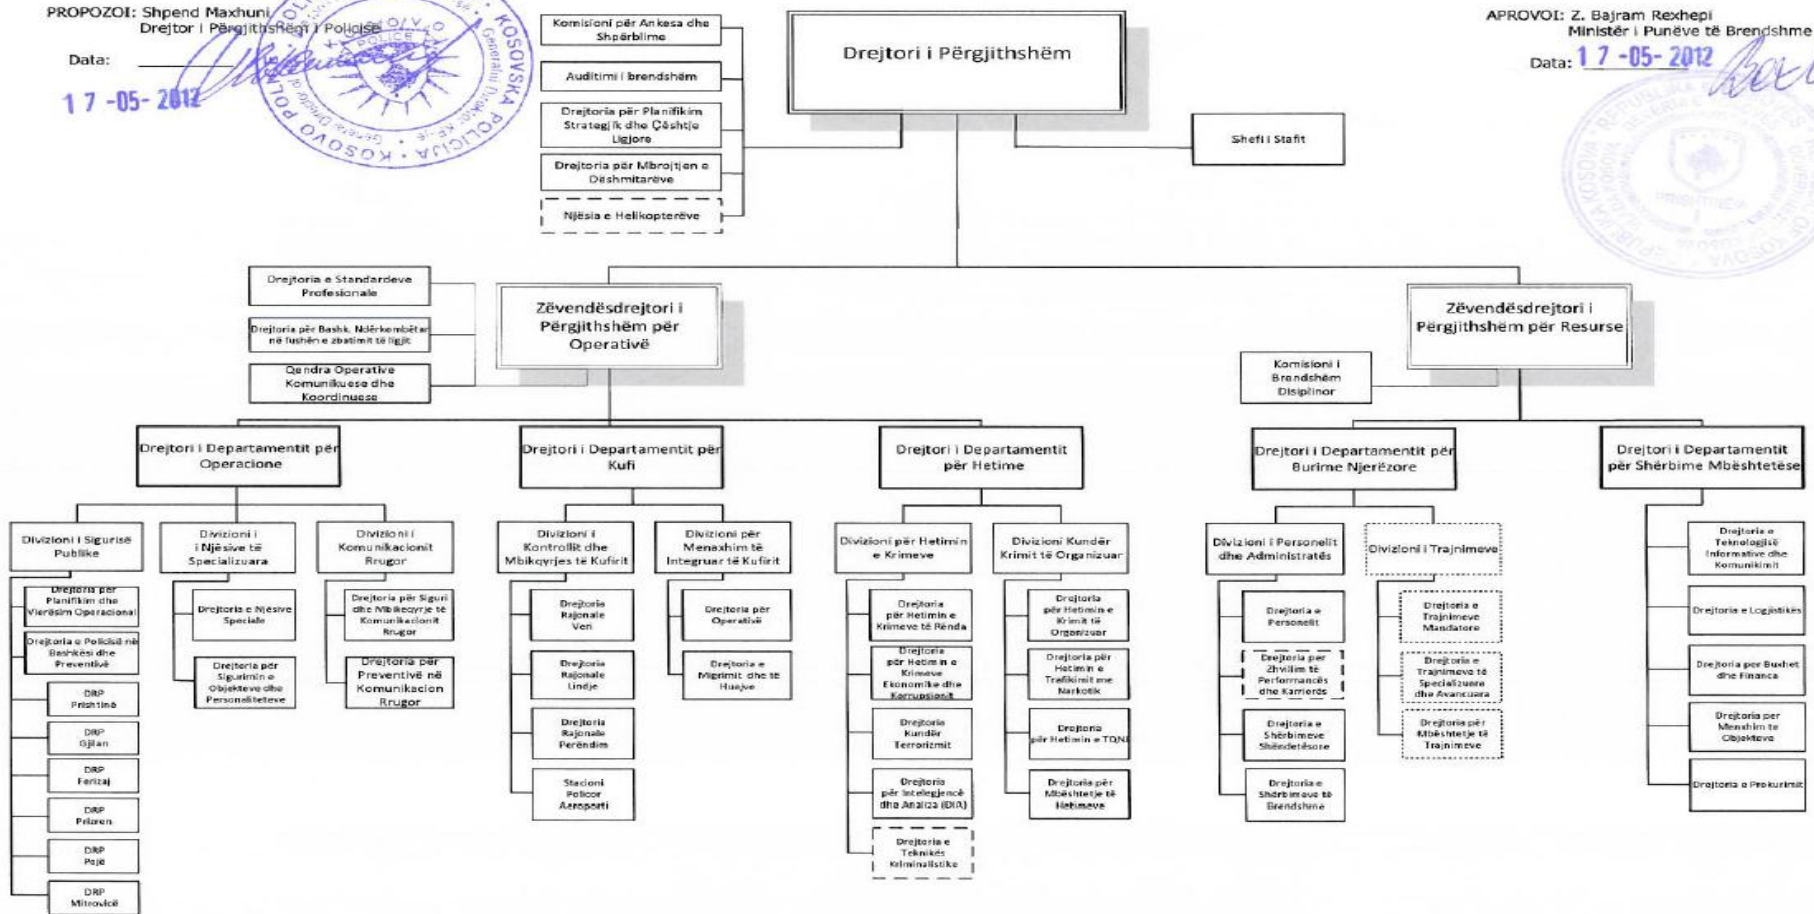 PROPOZOI: Shpend Maxhuni
Drejtor i Përgjithshëm i Policisë
Data:
17-05-2012
KOSOVSKA POLICIJA
APROVOI: Z. Bajram Rexhepi
Ministër i Punëve të Brendshme
Data: 17-05-2012
Drejtori i Përgjithshëm
Komisioni për Ankesa dhe
Shpërblime
Auditimi i brendshëm
Drejtoria për Planifikim
Strategjik dhe Çështje
Ligjore
Drejtoria për Mbrojtjen e
Dëshmitarëve
Njësia e Helikopterëve
Shefi i Stafit
Drejtoria e Standardeve
Profesionale
Drejtoria për Bashk. Ndërkombëtar
në fushën e zbatimit të ligjit
Qendra Operative
Komunikuese dhe
Koordinuese
Zëvendësdrejtori i
Përgjithshëm për
Operativë
Zëvendësdrejtori i
Përgjithshëm për Resurse
Komisioni i
Brendshëm
Disiplinor
Drejtori i Departamentit për
Operacione
Drejtori i Departamentit për
Kufi
Drejtori i Departamentit
për Hetime
Drejtori i Departamentit për
Burime Njerëzore
Drejtori i Departamentit
për Shërbime Mbështetëse
Divizioni i Sigurisë
Publike
Drejtoria për
Planifikim dhe
Vlerësim Operacional
Drejtoria e Policisë në
Bashkësi dhe
Preventivë
DRP
Prishtinë
DRP
Gjilan
DRP
Ferizaj
DRP
Prizren
DRP
Pejë
DRP
Mitrovicë
Divizioni i
i Njësive të
Specializuara
Drejtoria e Njësive
Speciale
Drejtoria për
Sigurimin e
Objekteve dhe
Personaliteteve
Divizioni i
Komunikacionit
Rrugor
Drejtoria për Siguri
dhe Mbikeqyrje të
Komunikacionit
Rrugor
Drejtoria për
Preventivë në
Komunikacion
Rrugor
Divizioni i
Kontrollit dhe
Mbikqyrjes të Kufirit
Drejtoria
Rajonale
Veri
Drejtoria
Rajonale
Lindje
Drejtoria
Rajonale
Perëndim
Stacioni
Policor
Aeroporti
Divizioni për
Menaxhim të
Integruar të Kufirit
Drejtoria për
Operativë
Drejtoria e
Migrimit dhe të
Huajve
Divizioni për Hetimin
e Krimeve
Drejtoria
për Hetimin e
Krimeve të Rënda
Drejtoria
për Hetimin e
Krimeve
Ekonomike dhe
Korrupsionit
Drejtoria
Kundër
Terrorizmit
Drejtoria
për Intelegjencë
dhe Analiza (DIA)
Drejtoria e
Teknikës
Kriminalistike
Divizioni Kundër
Krimit të Organizuar
Drejtoria
për Hetimin e
Krimit të
Organizuar
Drejtoria për
Hetimin e
Trafikimit me
Narkotik
Drejtoria
për Hetimin e TQNJ
Drejtoria për
Mbështetje të
Hetimeve
Divizioni i Personelit
dhe Administratës
Drejtoria e
Personelit
Drejtoria per
Zhvillim të
Performancës
dhe Karrierës
Drejtoria e
Shërbimeve
Shëndetësore
Drejtoria e
Shërbimeve të
Brendshme
Divizioni i Trajnimeve
Drejtoria e
Trajnimeve
Mandatore
Drejtoria e
Trajnimeve të
Specializuara
dhe Avancuara
Drejtoria për
Mbështetje të
Trajnimeve
Drejtoria e
Teknologjisë
Informative dhe
Komunikimit
Drejtoria e Logjistikës
Drejtoria per Buxhet
dhe Financa
Drejtoria per
Menxhim te
Objekteve
Drejtoria e Prokurimit